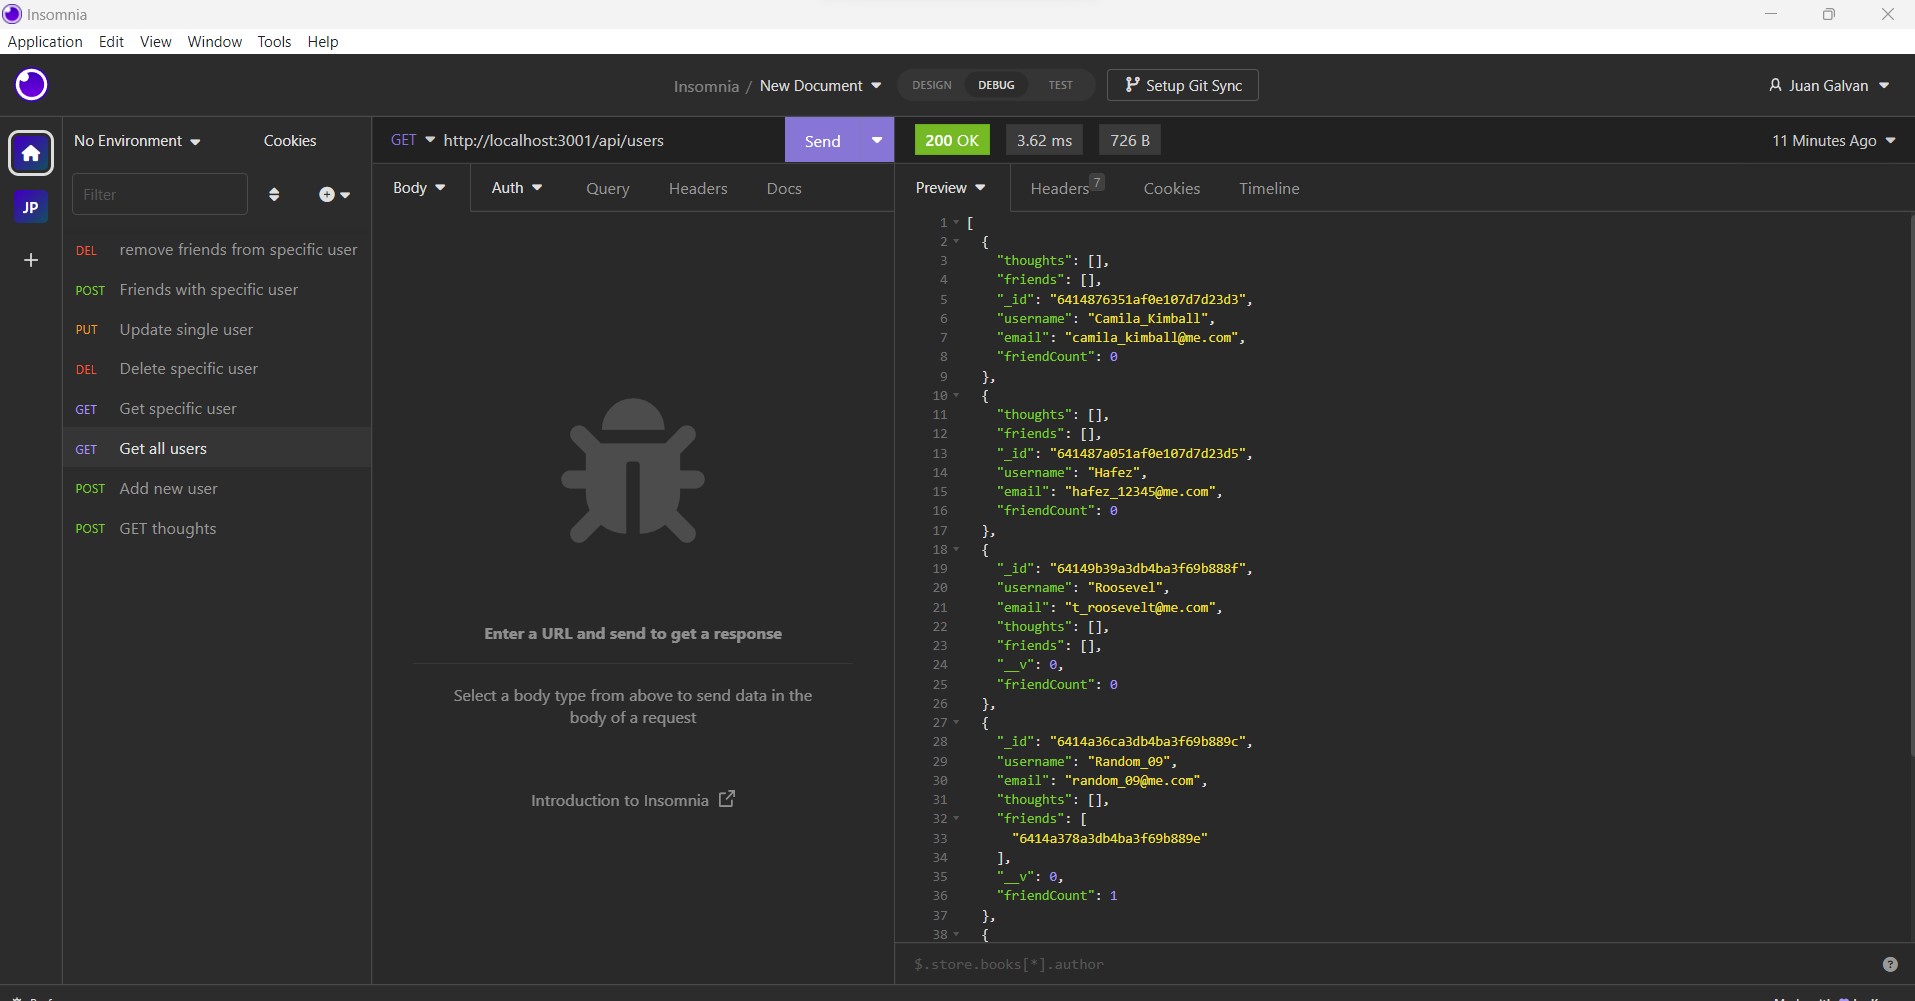 Insomnia
Application Edit View Window Tools Help
Insomnia / New Document DESIGN DEBUG TEST Setup Git Sync Juan Galvan
No Environment Cookies
Filter
DEL remove friends from specific user
POST Friends with specific user
PUT Update single user
DEL Delete specific user
GET Get specific user
GET Get all users
POST Add new user
POST GET thoughts
JP
GET http://localhost:3001/api/users Send
Body Auth Query Headers Docs
Enter a URL and send to get a response
Select a body type from above to send data in the
body of a request
Introduction to Insomnia
200 OK 3.62 ms 726 B 11 Minutes Ago
Preview Headers 7 Cookies Timeline
1 [
2 {
3 "thoughts": [],
4 "friends": [],
5 "_id": "6414876351af0e107d7d23d3",
6 "username": "Camila_Kimball",
7 "email": "camila_kimball@me.com",
8 "friendCount": 0
9 },
10 {
11 "thoughts": [],
12 "friends": [],
13 "_id": "641487a051af0e107d7d23d5",
14 "username": "Hafez",
15 "email": "hafez_12345@me.com",
16 "friendCount": 0
17 },
18 {
19 "_id": "64149b39a3db4ba3f69b888f",
20 "username": "Roosevel",
21 "email": "t_roosevelt@me.com",
22 "thoughts": [],
23 "friends": [],
24 "__v": 0,
25 "friendCount": 0
26 },
27 {
28 "_id": "6414a36ca3db4ba3f69b889c",
29 "username": "Random_09",
30 "email": "random_09@me.com",
31 "thoughts": [],
32 "friends": [
33 "6414a378a3db4ba3f69b889e"
34 ],
35 "__v": 0,
36 "friendCount": 1
37 },
38 {
$.store.books[*].author